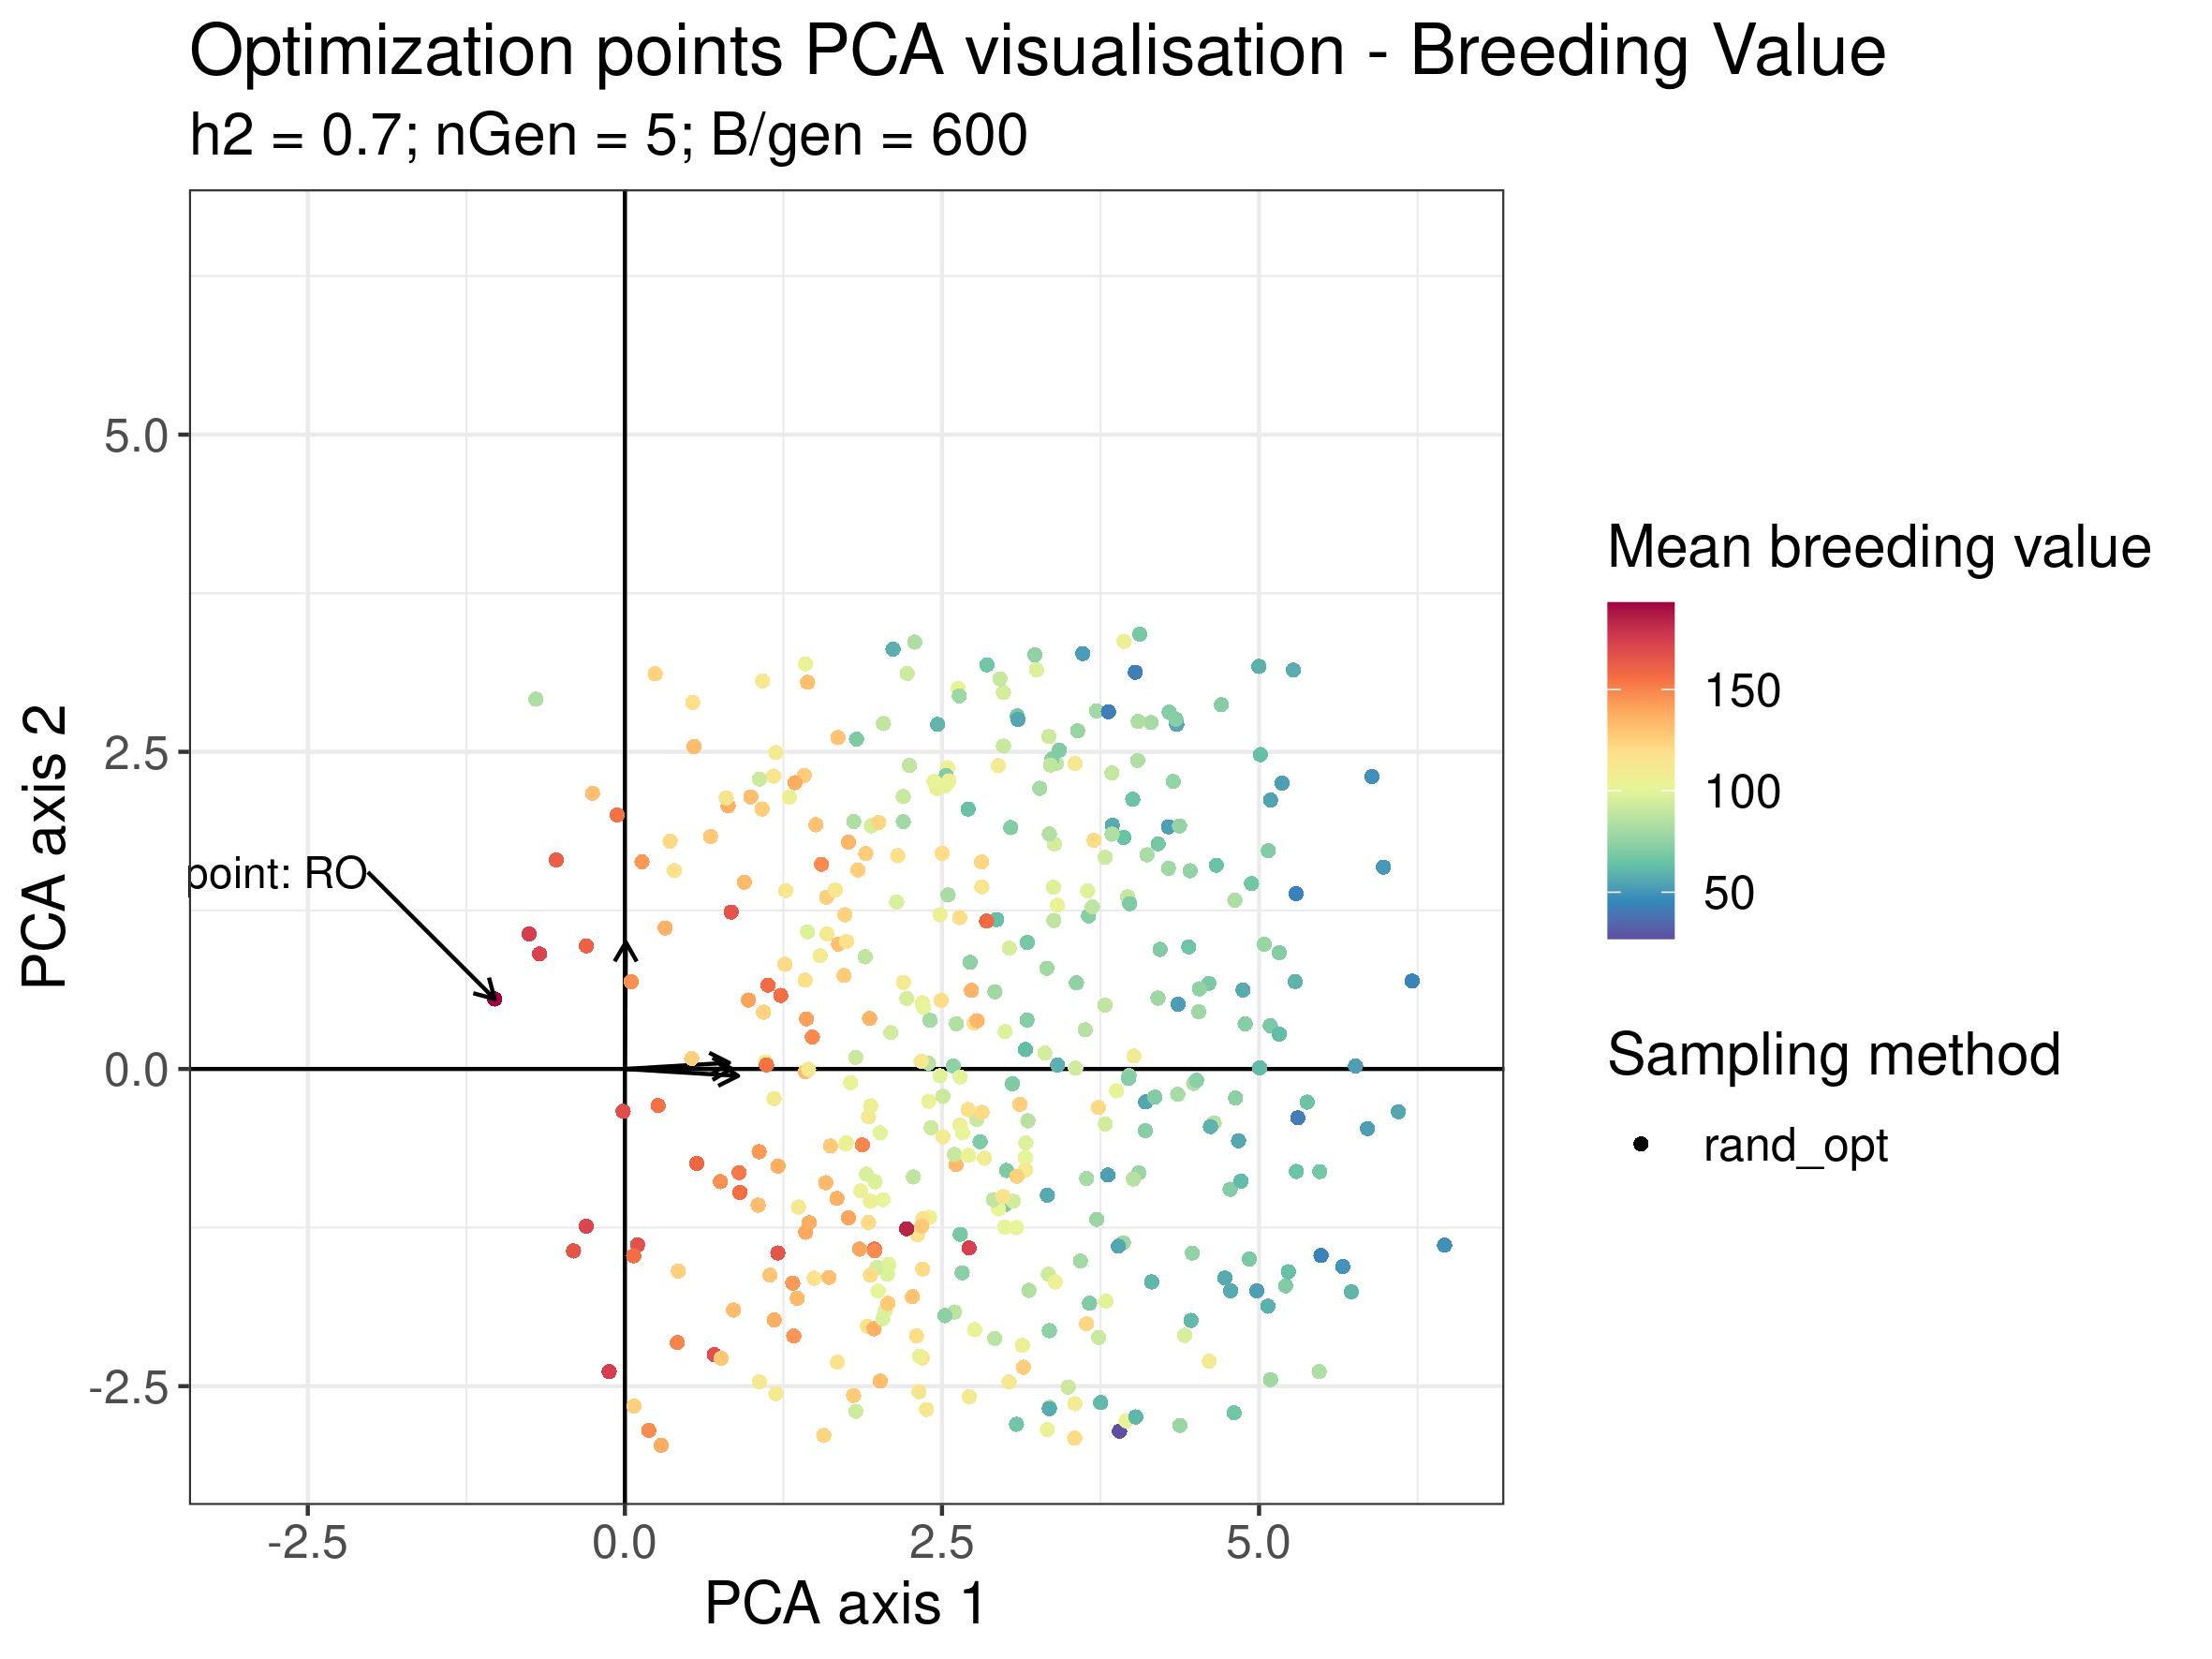 Optimization points PCA visualisation - Breeding Value
h2 = 0.7; nGen = 5; B/gen = 600
PCA axis 2
5.0
2.5
0.0
-2.5
point: RO
-2.5
0.0
2.5
5.0
PCA axis 1
Mean breeding value
150
100
50
Sampling method
rand_opt